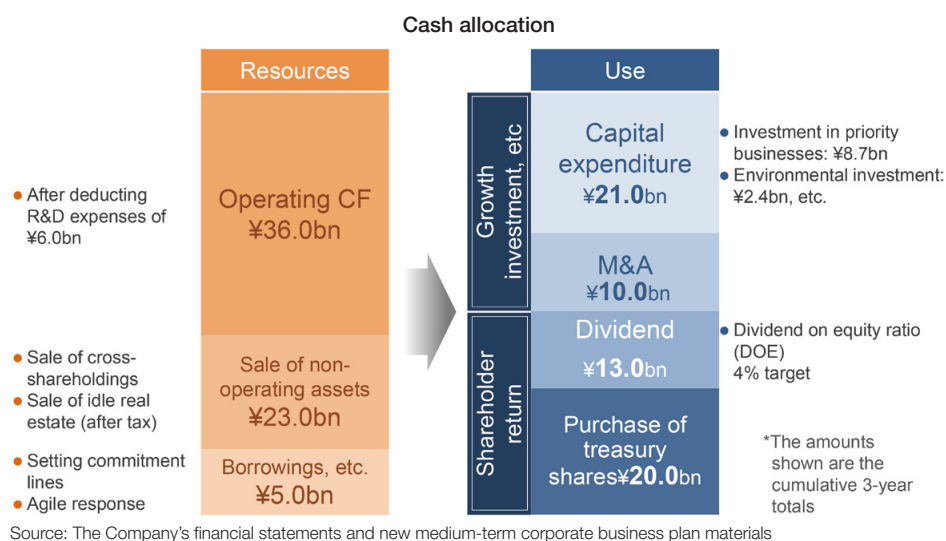 Cash allocation
Resources
Operating CF
¥36.0bn
Sale of non-
operating assets
¥23.0bn
Borrowings, etc.
¥5.0bn
● After deducting
R&D expenses of
¥6.0bn
● Sale of cross-
shareholdings
● Sale of idle real
estate (after tax)
● Setting commitment
lines
● Agile response
Use
Growth
investment, etc
Capital
expenditure
¥21.0bn
M&A
¥10.0bn
Shareholder
return
Dividend
¥13.0bn
Purchase of
treasury
shares¥20.0bn
● Investment in priority
businesses: ¥8.7bn
● Environmental investment:
¥2.4bn, etc.
● Dividend on equity ratio
(DOE)
4% target
*The amounts
shown are the
cumulative 3-year
totals
Source: The Company's financial statements and new medium-term corporate business plan materials